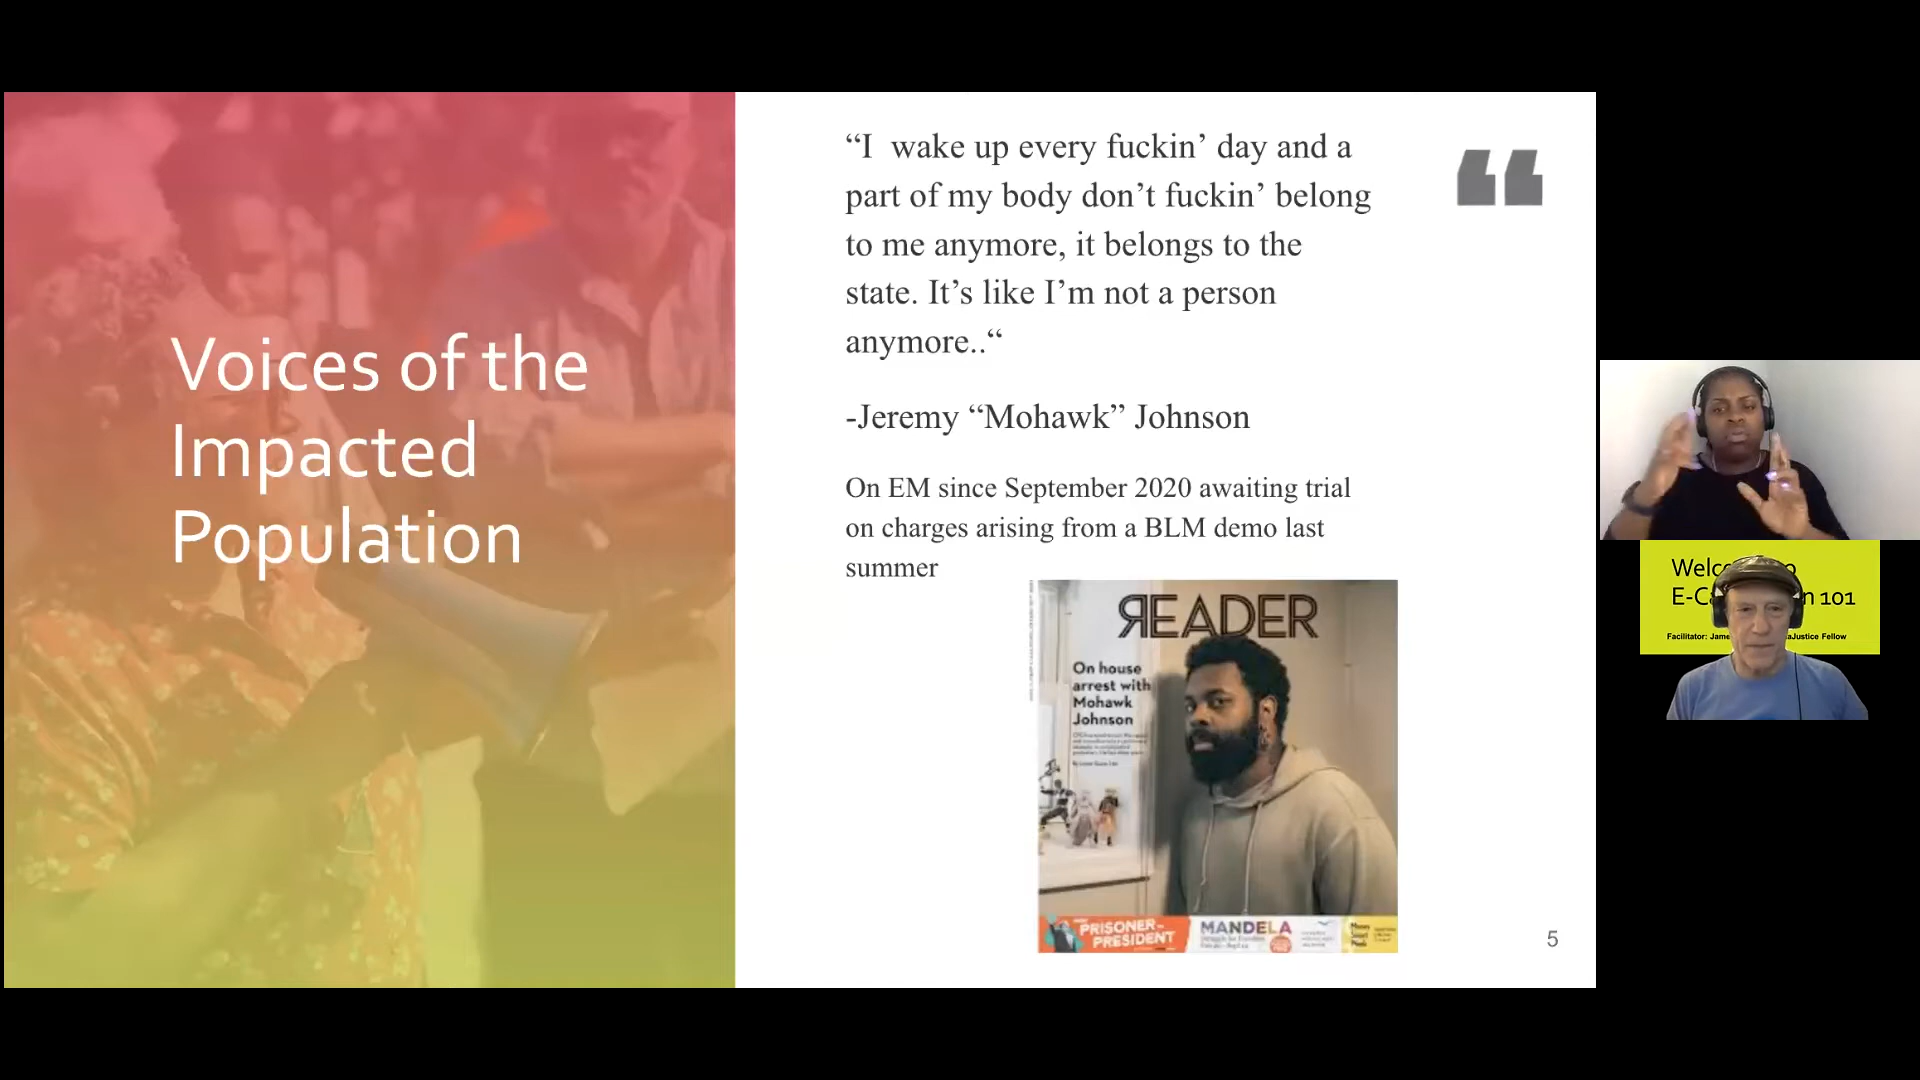 Voices of the
Impacted
Population
“I  wake up every fuckin’ day and a
part of my body don’t fuckin’ belong
to me anymore, it belongs to the
state. It’s like I’m not a person
anymore..“
-Jeremy “Mohawk” Johnson
On EM since September 2020 awaiting trial
on charges arising from a BLM demo last
summer
READER
On house
arrest with
Mohawk
Johnson
PRISONER-
PRESIDENT
MANDELA
5
101
Facilitator:
Justice Fellow